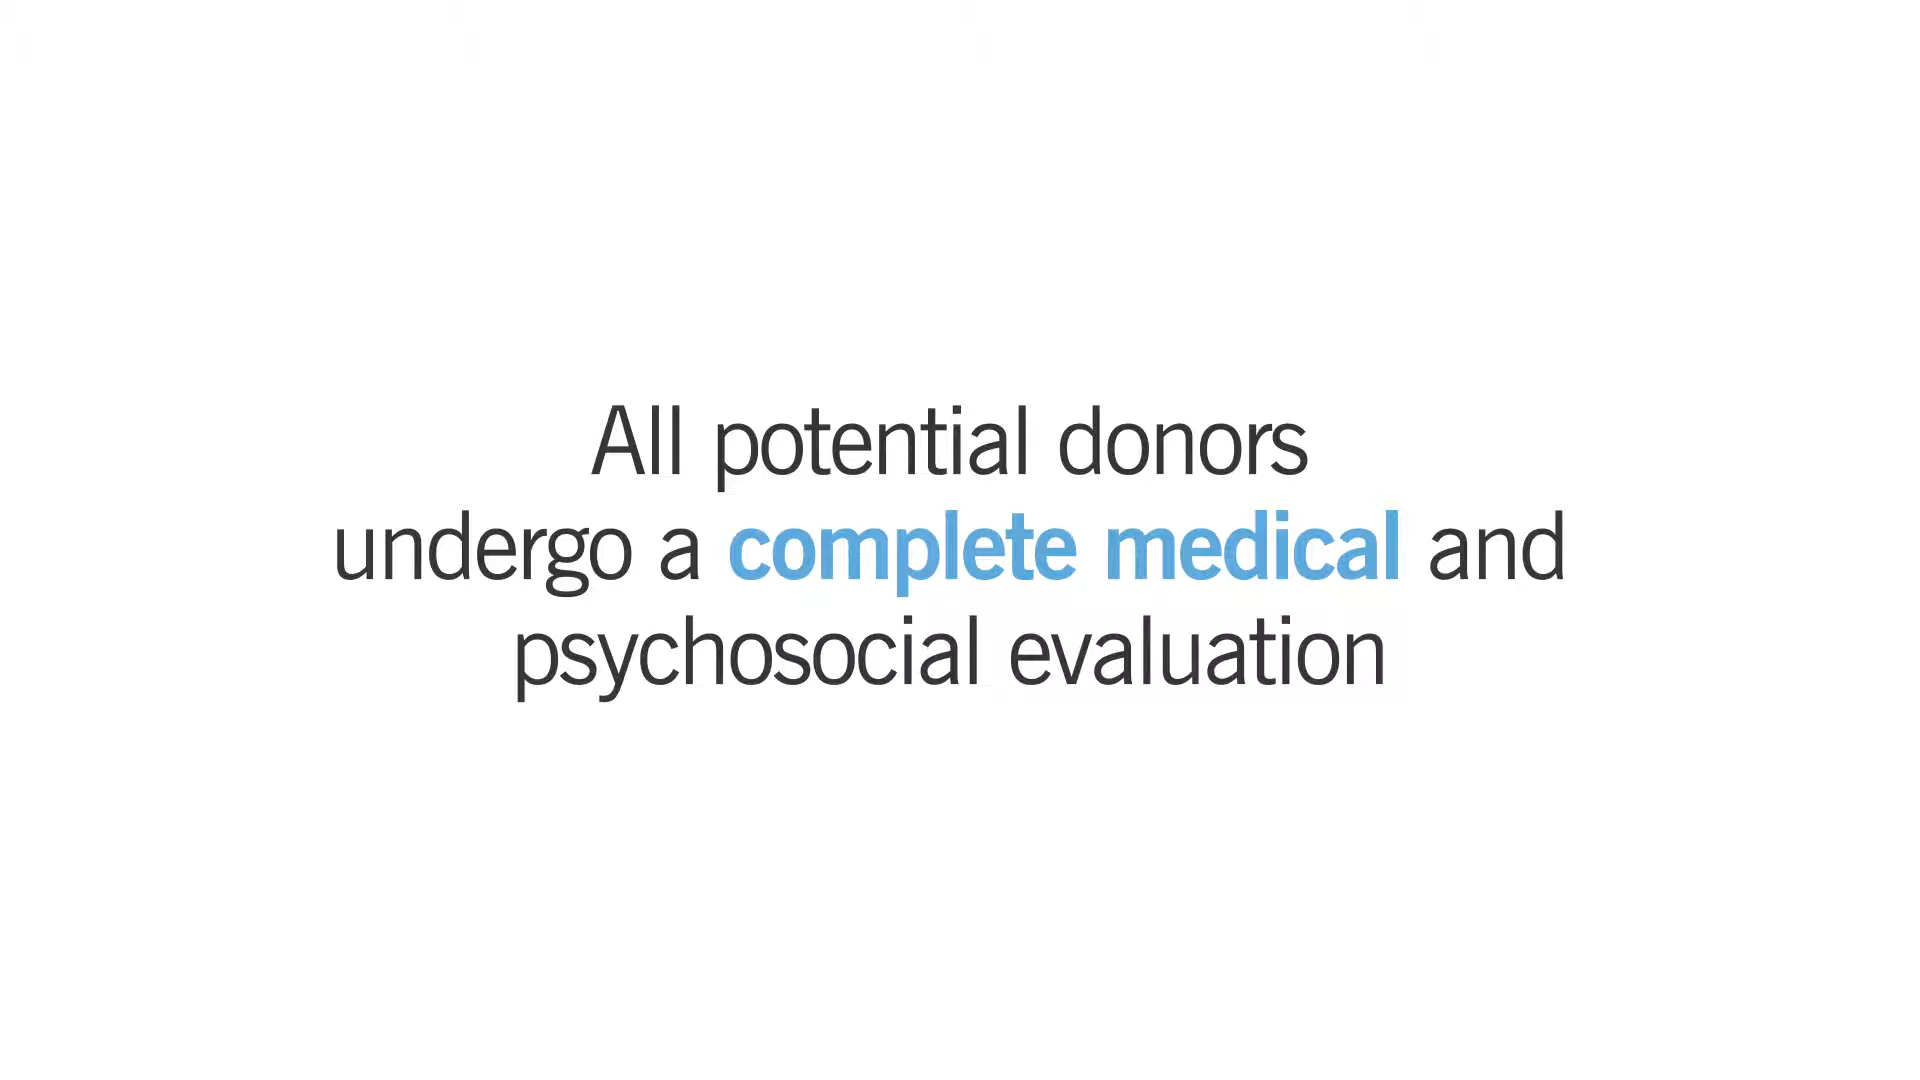 All potential donors
undergo a complete medical and
psychosocial evaluation